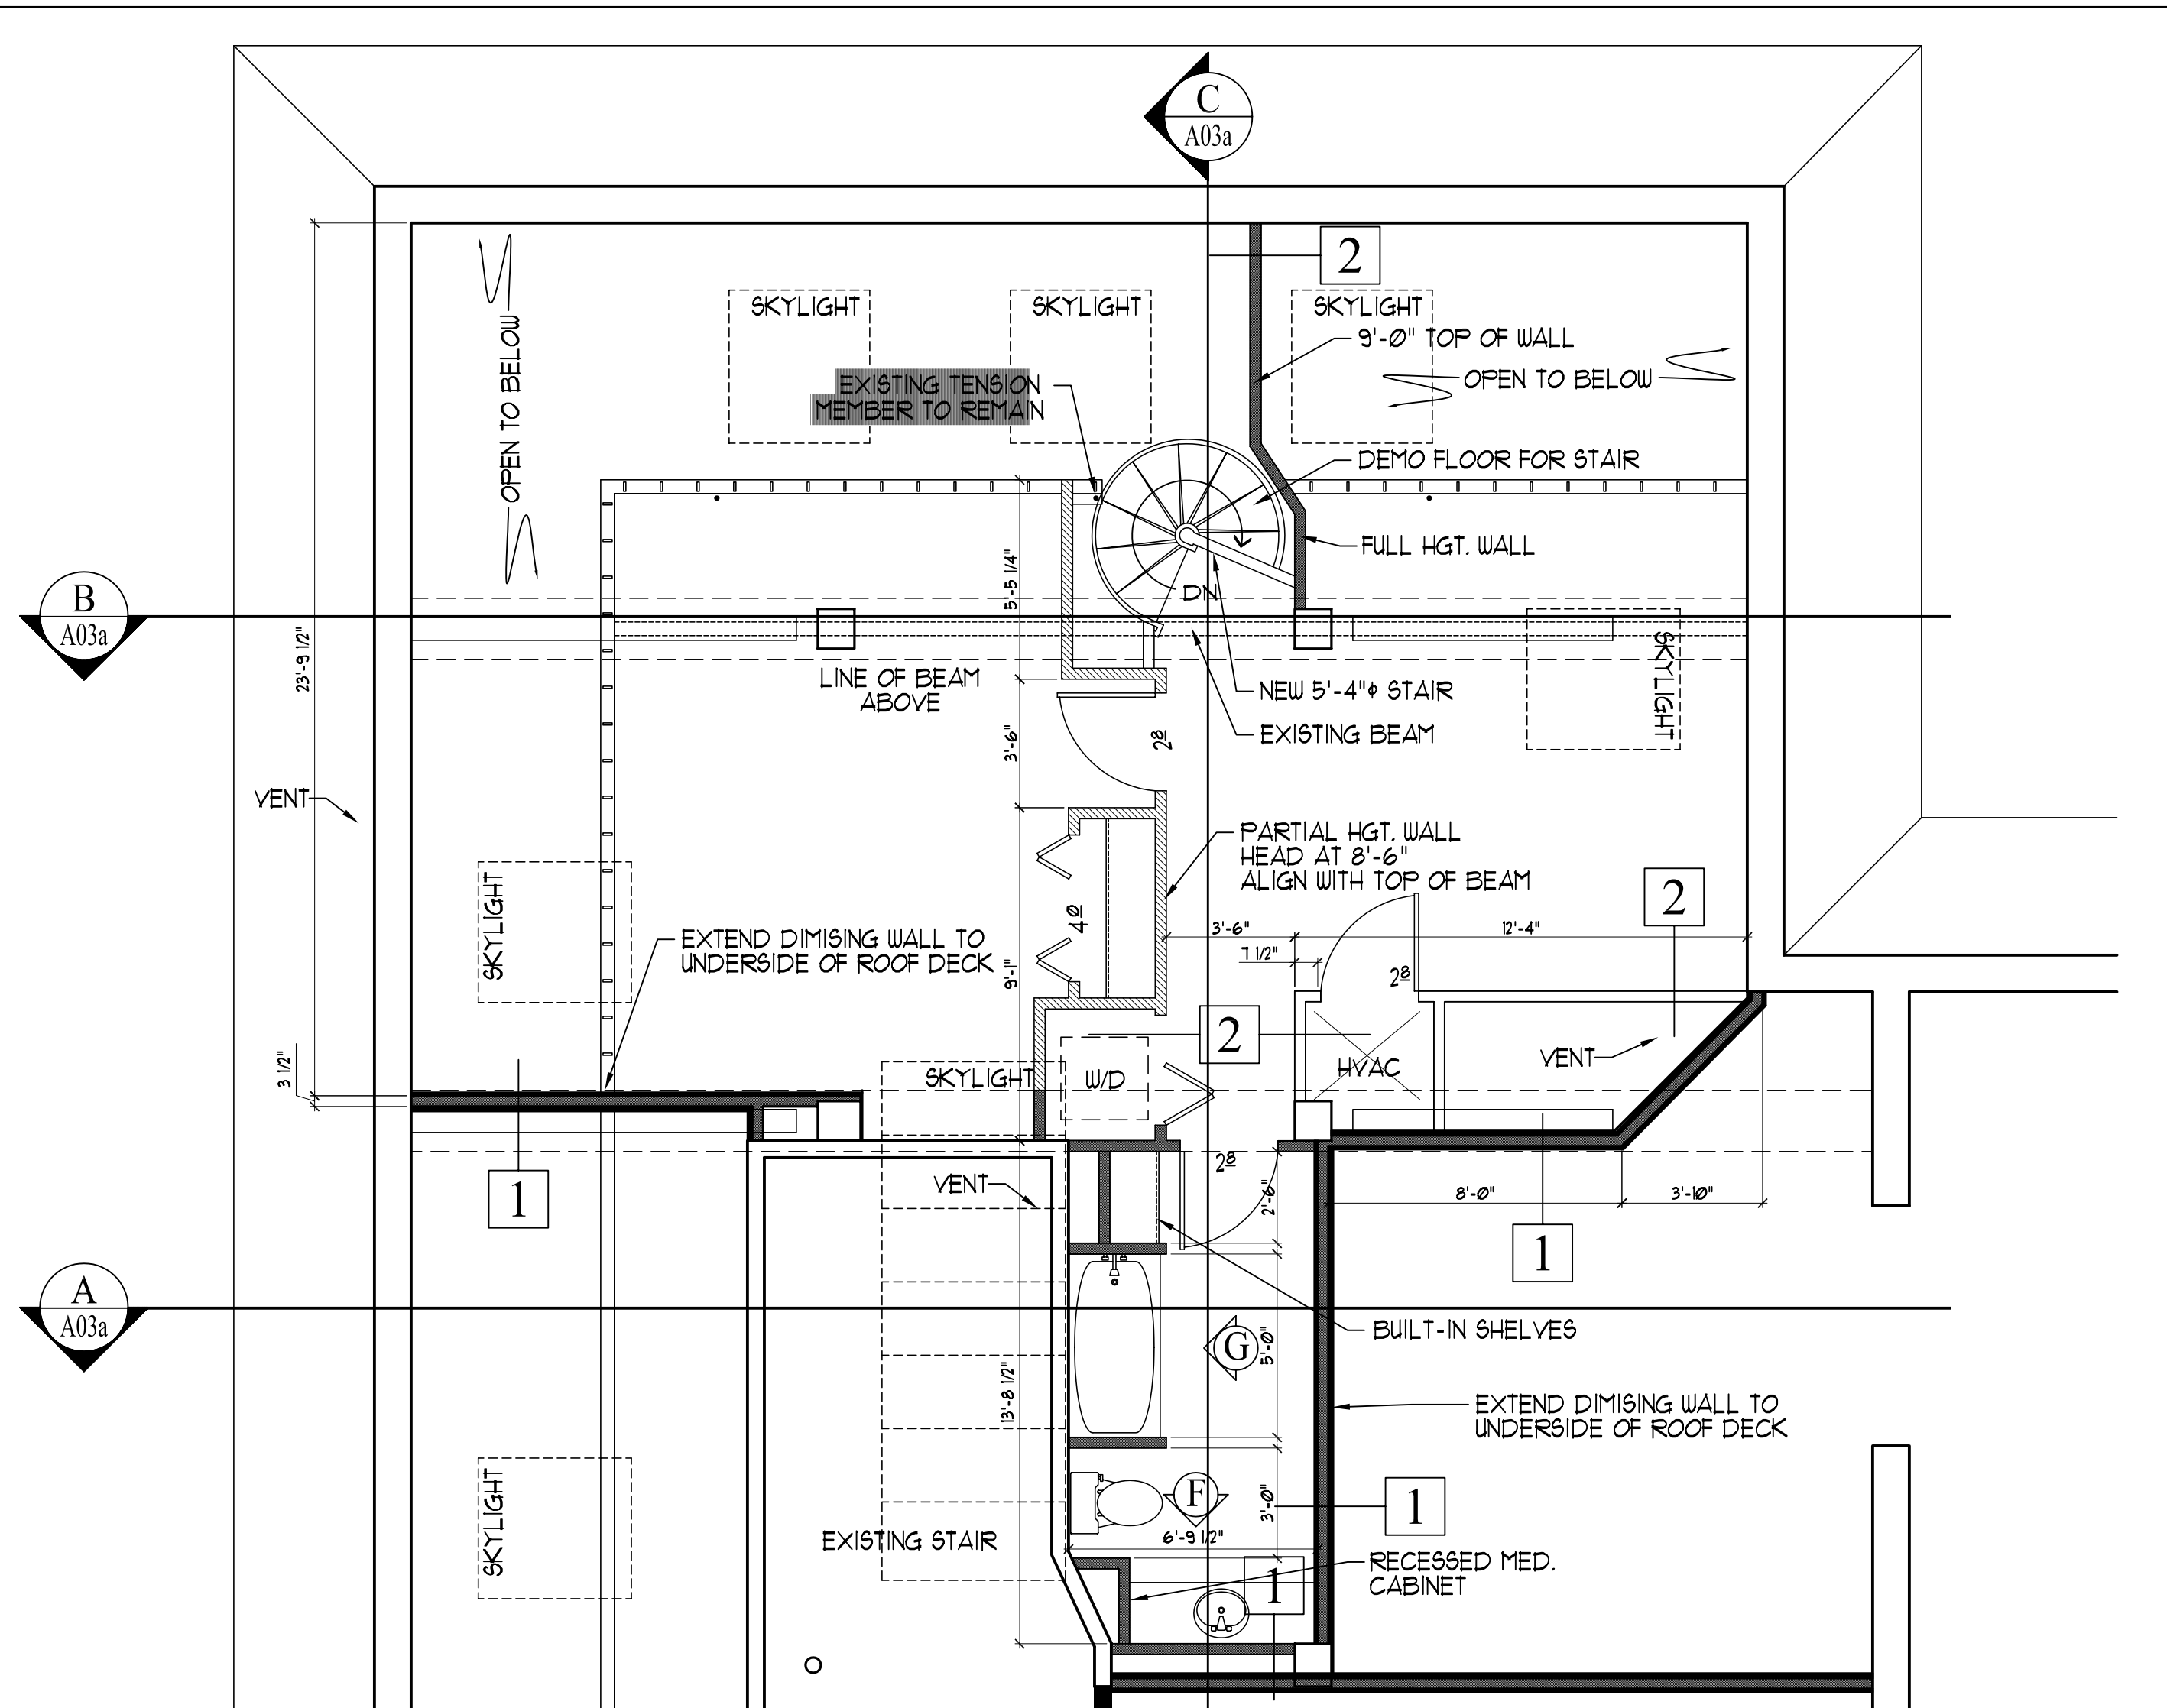 C
A03a
2
SKYLIGHT
SKYLIGHT
SKYLIGHT
9'-0" TOP OF WALL
OPEN TO BELOW
OPEN TO BELOW
EXISTING TENSION
MEMBER TO REMAIN
DEMO FLOOR FOR STAIR
FULL HGT. WALL
5'-5 1/4"
DN
B
A03a
23'-9 1/2"
SKYLIGHT
LINE OF BEAM
ABOVE
NEW 5'-4"ϕ STAIR
EXISTING BEAM
3'-6"
28
VENT
PARTIAL HGT. WALL
HEAD AT 8'-6"
ALIGN WITH TOP OF BEAM
2
SKYLIGHT
40
EXTEND DIMISING WALL TO
UNDERSIDE OF ROOF DECK
3'-6"
12'-4"
7 1/2"
9'-1"
28
2
VENT
HVAC
3 1/2"
SKYLIGHT
W/D
28
VENT
1
2'-6"
8'-0"
3'-10"
1
A
A03a
BUILT-IN SHELVES
G
5'-0"
13'-8 1/2"
EXTEND DIMISING WALL TO
UNDERSIDE OF ROOF DECK
SKYLIGHT
F
3'-0"
1
EXISTING STAIR
6'-9 1/2"
RECESSED MED.
CABINET
1